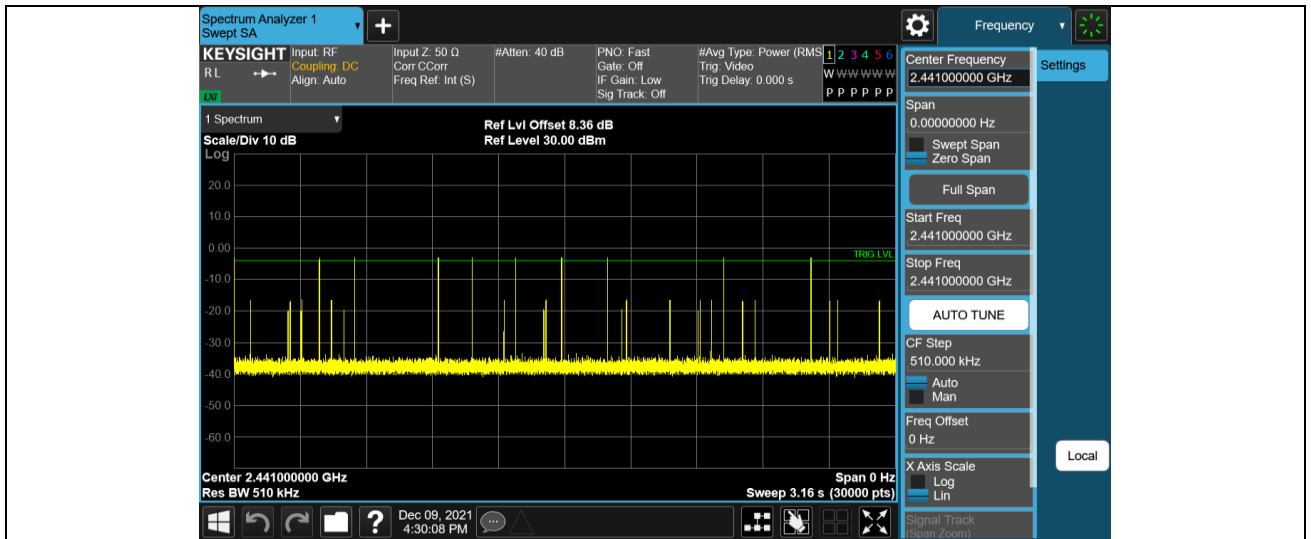 Spectrum Analyzer 1
Swept SA
Frequency
KEYSIGHT
R L
LXI
Input: RF
Coupling: DC
Align: Auto
Input Z: 50 Ω
Corr CCorr
Freq Ref: Int (S)
#Atten: 40 dB
PNO: Fast
Gate: Off
IF Gain: Low
Sig Track: Off
#Avg Type: Power (RMS
Trig: Video
Trig Delay: 0.000 s
1 2 3 4 5 6
W W W W W W
P P P P P P
1 Spectrum
Scale/Div 10 dB
Log
Ref Lvl Offset 8.36 dB
Ref Level 30.00 dBm
20.0
10.0
0.00
TRIG LVL
-10.0
-20.0
-30.0
-40.0
-50.0
-60.0
Center 2.441000000 GHz
Res BW 510 kHz
Span 0 Hz
Sweep 3.16 s (30000 pts)
Center Frequency
2.441000000 GHz
Span
0.00000000 Hz
Swept Span
Zero Span
Full Span
Start Freq
2.441000000 GHz
Stop Freq
2.441000000 GHz
AUTO TUNE
CF Step
510.000 kHz
Auto
Man
Freq Offset
0 Hz
X Axis Scale
Log
Lin
Signal Track
(Span Zoom)
Settings
Local
?
Dec 09, 2021
4:30:08 PM